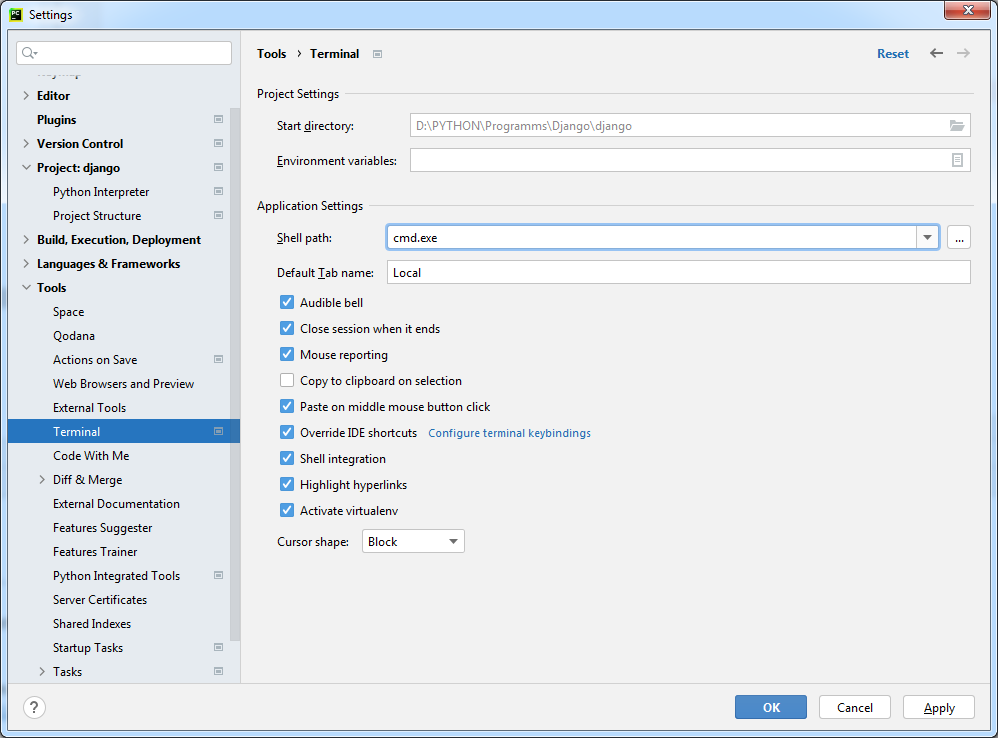 PC
Settings
Editor
Plugins
Version Control
Project: django
Python Interpreter
Project Structure
Build, Execution, Deployment
Languages & Frameworks
Tools
Space
Qodana
Actions on Save
Web Browsers and Preview
External Tools
Terminal
Code With Me
Diff & Merge
External Documentation
Features Suggester
Features Trainer
Python Integrated Tools
Server Certificates
Shared Indexes
Startup Tasks
Tasks
Tools › Terminal
Reset
Project Settings
Start directory: D:\PYTHON\Programms\Django\django
Environment variables:
Application Settings
Shell path: cmd.exe ...
Default Tab name: Local
Audible bell
Close session when it ends
Mouse reporting
Copy to clipboard on selection
Paste on middle mouse button click
Override IDE shortcuts Configure terminal keybindings
Shell integration
Highlight hyperlinks
Activate virtualenv
Cursor shape: Block
? OK Cancel Apply